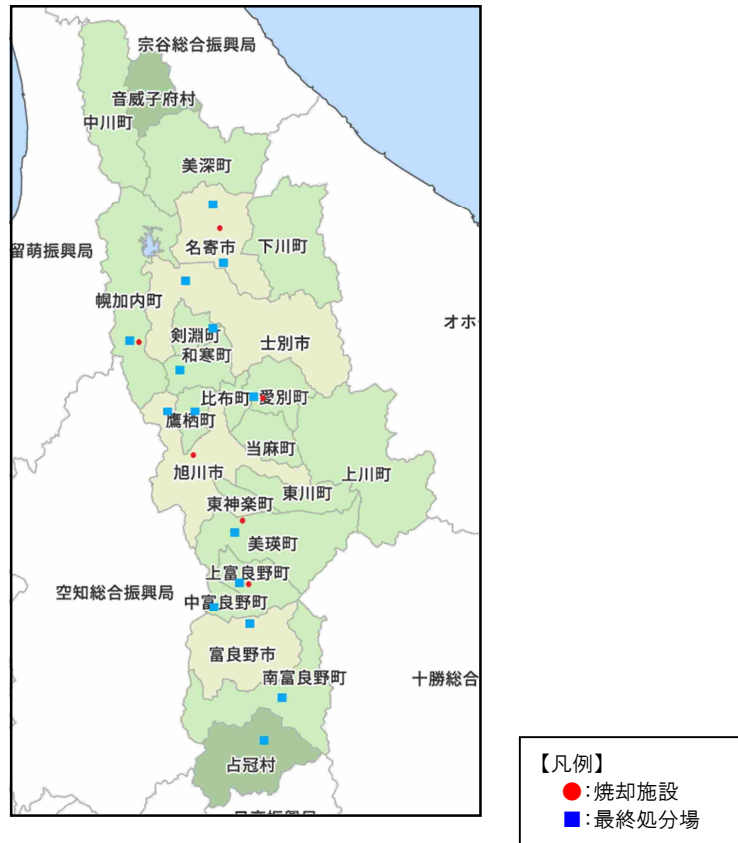 宗谷総合振興局
音威子府村
中川町
美深町
名寄市
下川町
留萌振興局
幌加内町
オホ
剣淵町
士別市
和寒町
比布町
愛別町
鷹栖町
当麻町
旭川市
上川町
東川町
東神楽町
美瑛町
上富良野町
空知総合振興局
中富良野町
富良野市
南富良野町
十勝総合
占冠村
【凡例】
●:焼却施設
■:最終処分場